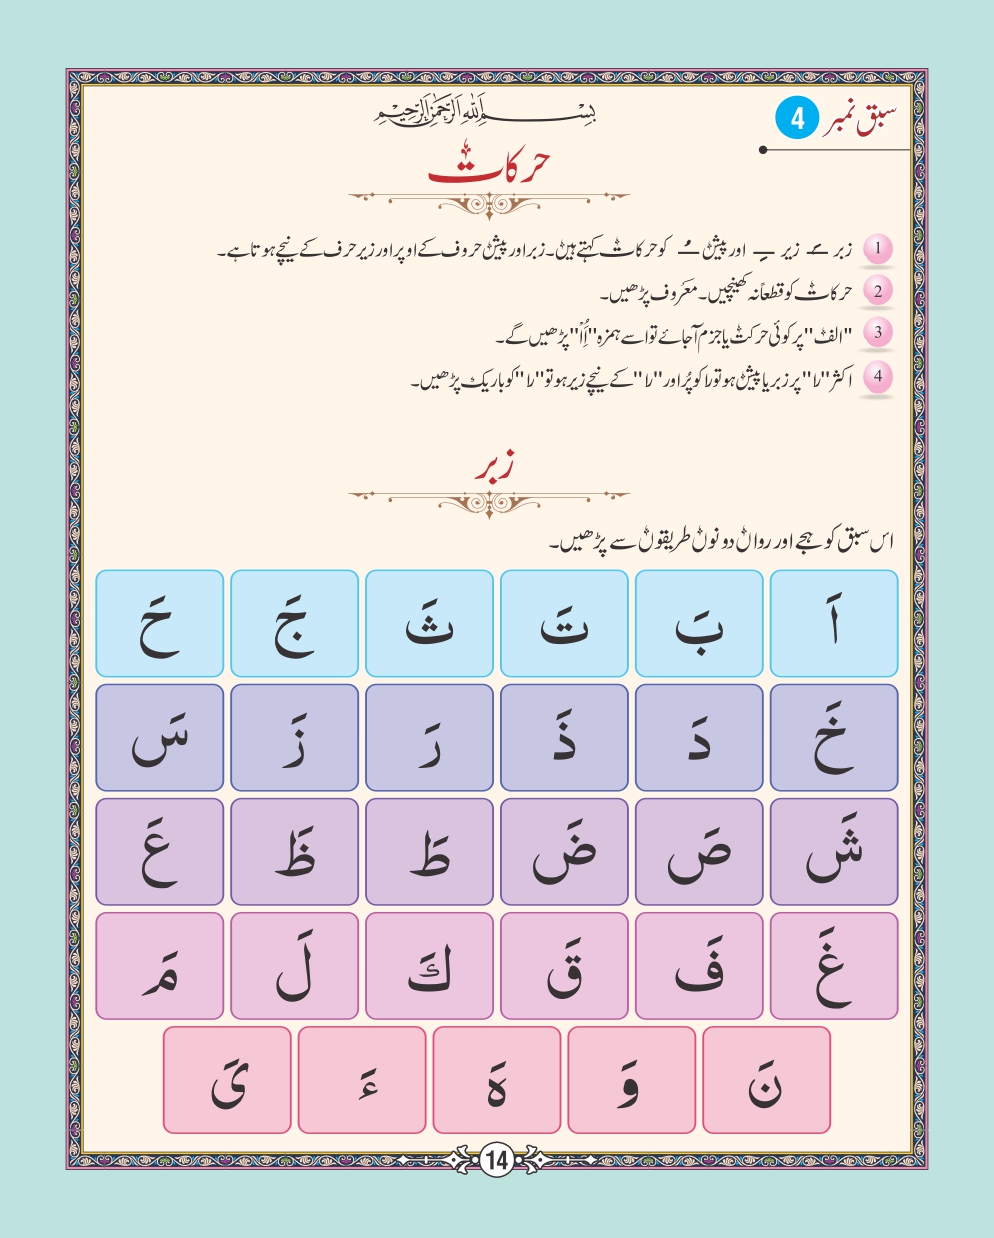 سبق نمبر 4
بِسْمِ اللّٰہِ الرَّحْمٰنِ الرَّحِیْمِ
حرکات
1 زبر ـَـ زیر ـِـ اور پیش ـُـ کو حرکات کہتے ہیں۔ زبر اور پیش حروف کے اوپر اور زیر حرف کے نیچے ہوتا ہے۔
2 حرکات کو قطعاً نہ کھینچیں۔ معروف پڑھیں۔
3 "الف" پر کوئی حرکت یا جزم آجائے تو اسے ہمزہ "أُاِاْ" پڑھیں گے۔
4 اکثر "را" پر زبر یا پیش ہو تو را کو پُر اور "را" کے نیچے زیر ہو تو "را" کو باریک پڑھیں۔
زبر
اس سبق کو ہجے اور رواں دونوں طریقوں سے پڑھیں۔
اَ بَ تَ ثَ جَ حَ
خَ دَ ذَ رَ زَ سَ
شَ صَ ضَ طَ ظَ عَ
غَ فَ قَ كَ لَ مَ
نَ وَ ہَ ءَ یَ
14